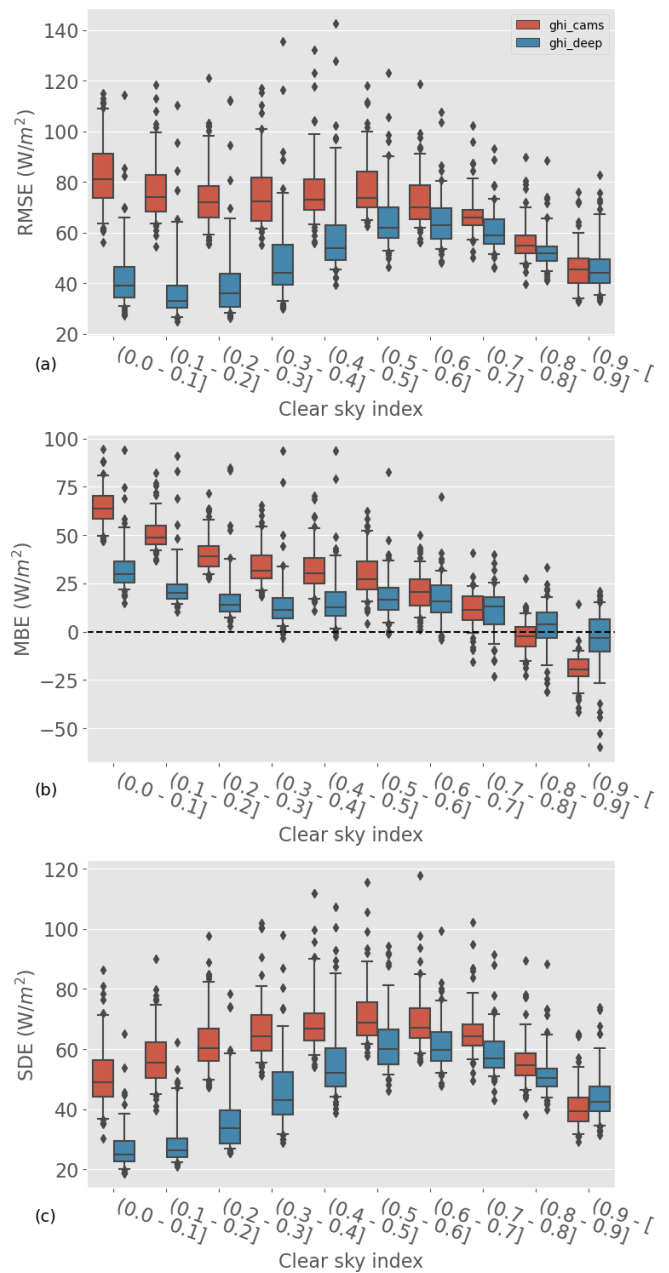 ghi_cams
ghi_deep
140
120
100
80
60
40
20
RMSE (W/m²)
(0.0 - 0.1]
(0.1 - 0.2]
(0.2 - 0.3]
(0.3 - 0.4]
(0.4 - 0.5]
(0.5 - 0.6]
(0.6 - 0.7]
(0.7 - 0.8]
(0.8 - 0.9]
(0.9 - [
(a)
Clear sky index
100
75
50
25
0
−25
−50
MBE (W/m²)
(0.0 - 0.1]
(0.1 - 0.2]
(0.2 - 0.3]
(0.3 - 0.4]
(0.4 - 0.5]
(0.5 - 0.6]
(0.6 - 0.7]
(0.7 - 0.8]
(0.8 - 0.9]
(0.9 - [
(b)
Clear sky index
120
100
80
60
40
20
SDE (W/m²)
(0.0 - 0.1]
(0.1 - 0.2]
(0.2 - 0.3]
(0.3 - 0.4]
(0.4 - 0.5]
(0.5 - 0.6]
(0.6 - 0.7]
(0.7 - 0.8]
(0.8 - 0.9]
(0.9 - [
(c)
Clear sky index